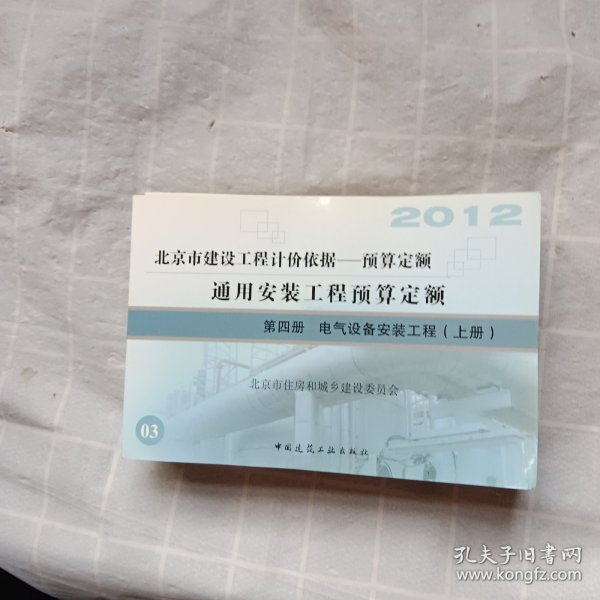 2012
北京市建设工程计价依据——预算定额
通用安装工程预算定额
第四册 电气设备安装工程（上册）
北京市住房和城乡建设委员会
03
中国建筑工业出版社
孔夫子旧书网
www.kongfz.com